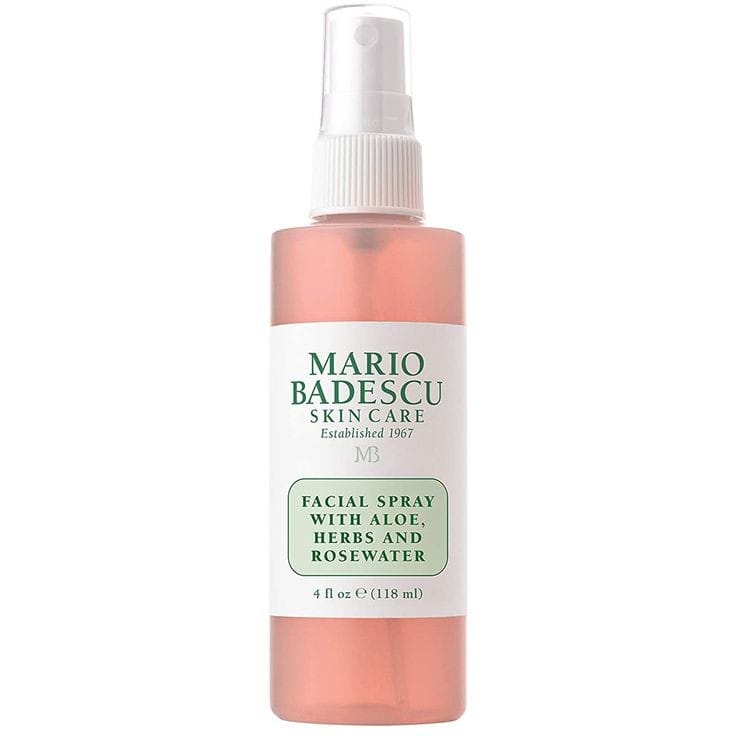 MARIO
BADESCU
SKIN CARE
Established 1967
MB
FACIAL SPRAY
WITH ALOE,
HERBS AND
ROSEWATER
4 fl oz ℮ (118 ml)